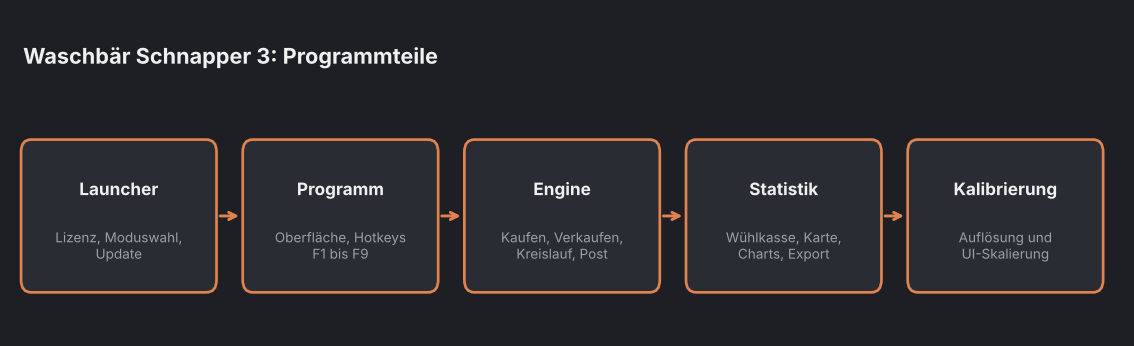 Waschbär Schnapper 3: Programmteile
Launcher
Lizenz, Moduswahl,
Update
Programm
Oberfläche, Hotkeys
F1 bis F9
Engine
Kaufen, Verkaufen,
Kreislauf, Post
Statistik
Wühlkasse, Karte,
Charts, Export
Kalibrierung
Auflösung und
UI-Skalierung